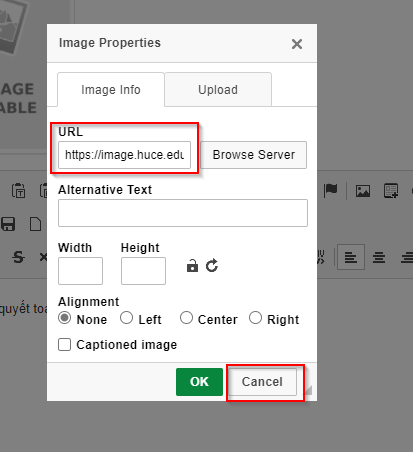 Image Properties
AGE
ABLE
Image Info
Upload
URL
https://image.huce.edu
Browse Server
Alternative Text
Width
Height
Alignment
None
Left
Center
Right
Captioned image
quyết toá
OK
Cancel